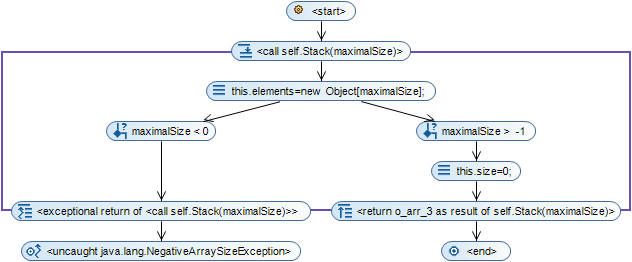 <start>
<call self.Stack(maximalSize)>
this.elements=new Object[maximalSize];
maximalSize < 0
maximalSize > -1
this.size=0;
<exceptional return of <call self.Stack(maximalSize)>>
<return o_arr_3 as result of self.Stack(maximalSize)>
<uncaught java.lang.NegativeArraySizeException>
<end>